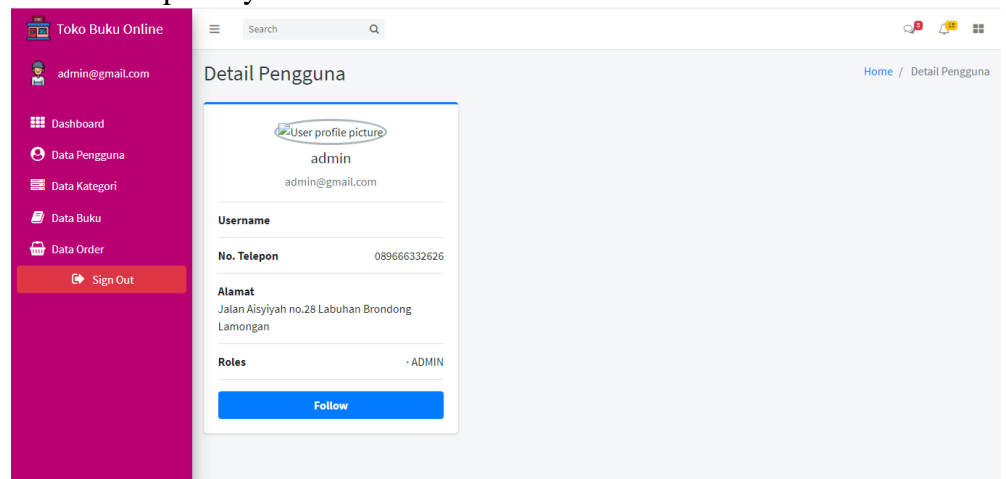 Toko Buku Online
Search
admin@gmail.com
Detail Pengguna
Home / Detail Pengguna
Dashboard
Data Pengguna
Data Kategori
Data Buku
Data Order
Sign Out
User profile picture
admin
admin@gmail.com
Username
No. Telepon 089666332626
Alamat
Jalan Aisyiyah no.28 Labuhan Brondong
Lamongan
Roles · ADMIN
Follow